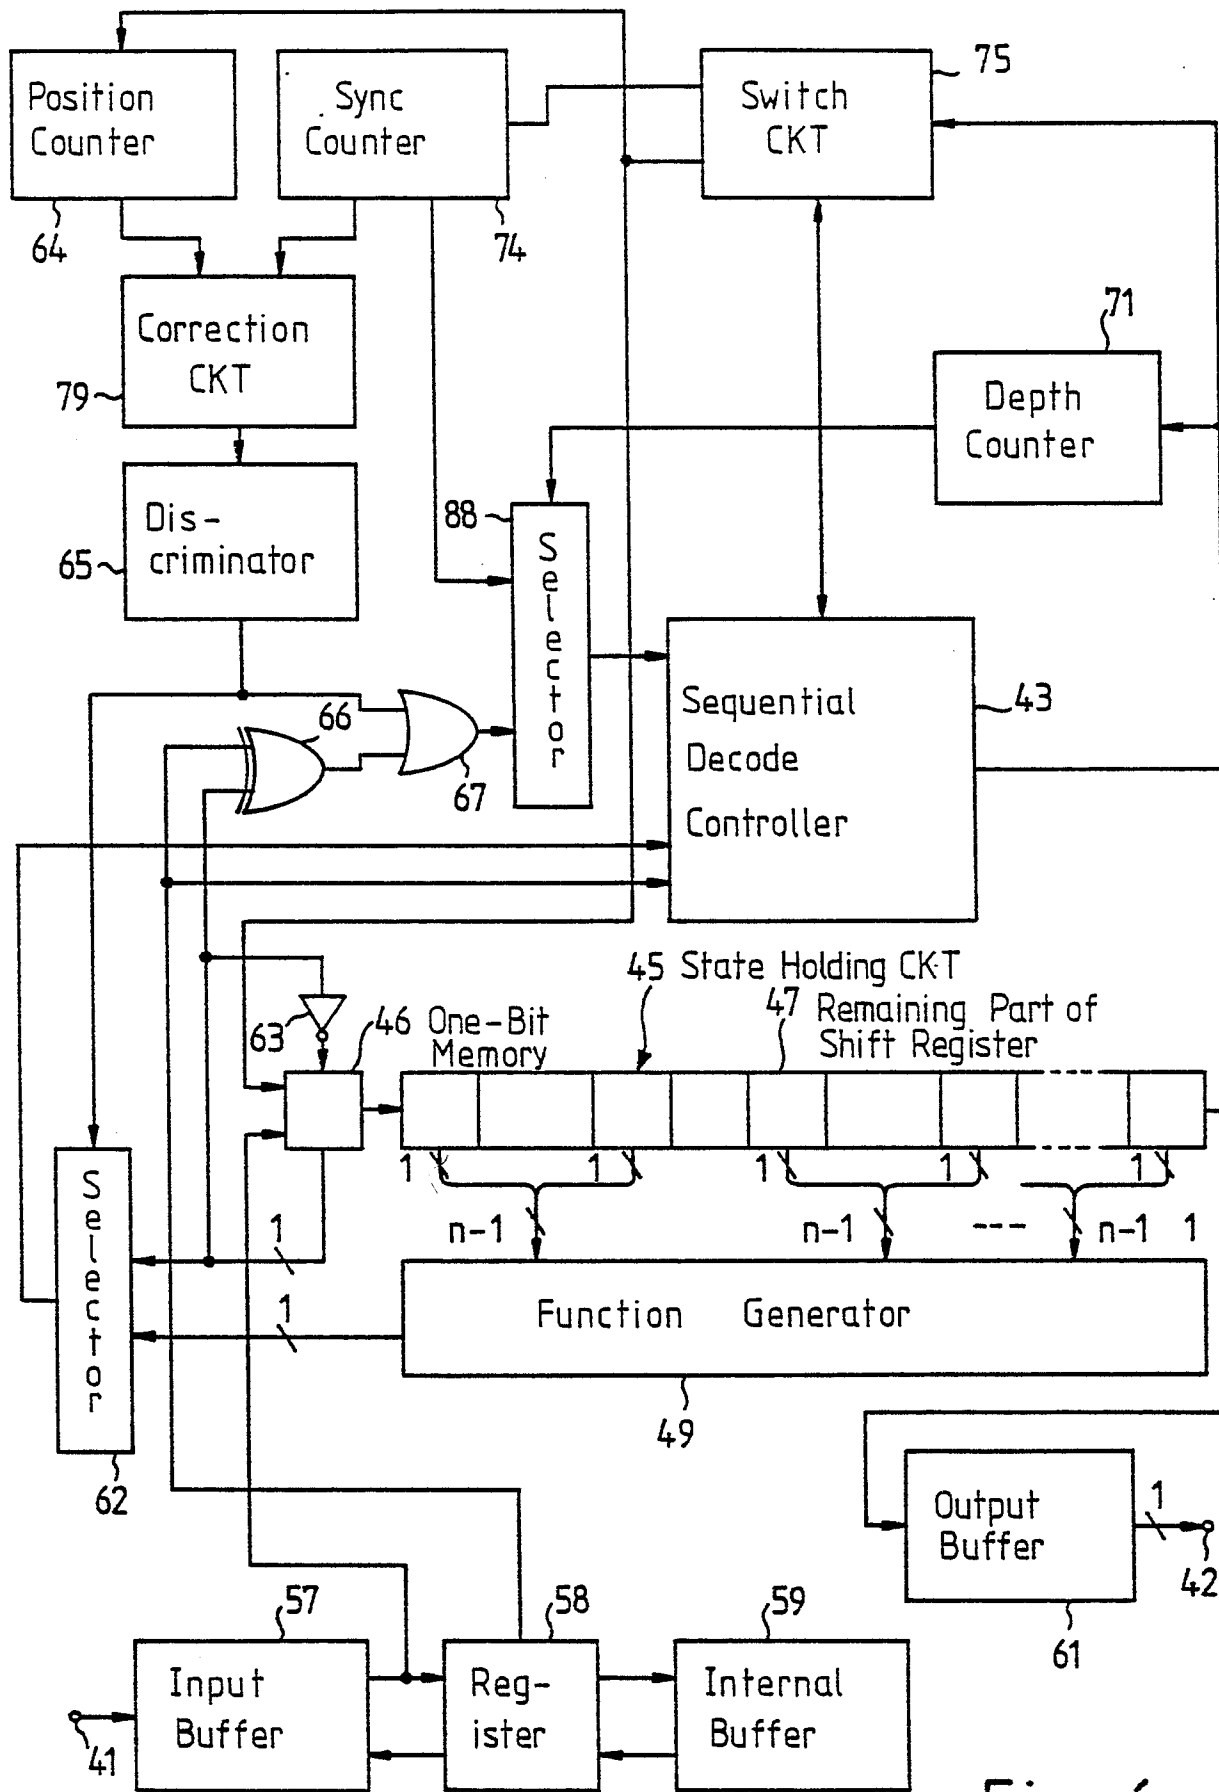 Position
Counter
64
Sync
Counter
74
Switch
CKT
75
Correction
CKT
79
71
Depth
Counter
Dis-
criminator
65
88
Selector
66
67
Sequential
Decode
Controller
43
45 State Holding CKT
47 Remaining Part of
Shift Register
63
46 One-Bit
Memory
1
1
1
1
1
n-1
n-1
---
n-1
1
Selector
62
1
1
Function Generator
49
Output
Buffer
61
1
42
57
Input
Buffer
41
58
Reg-
ister
59
Internal
Buffer